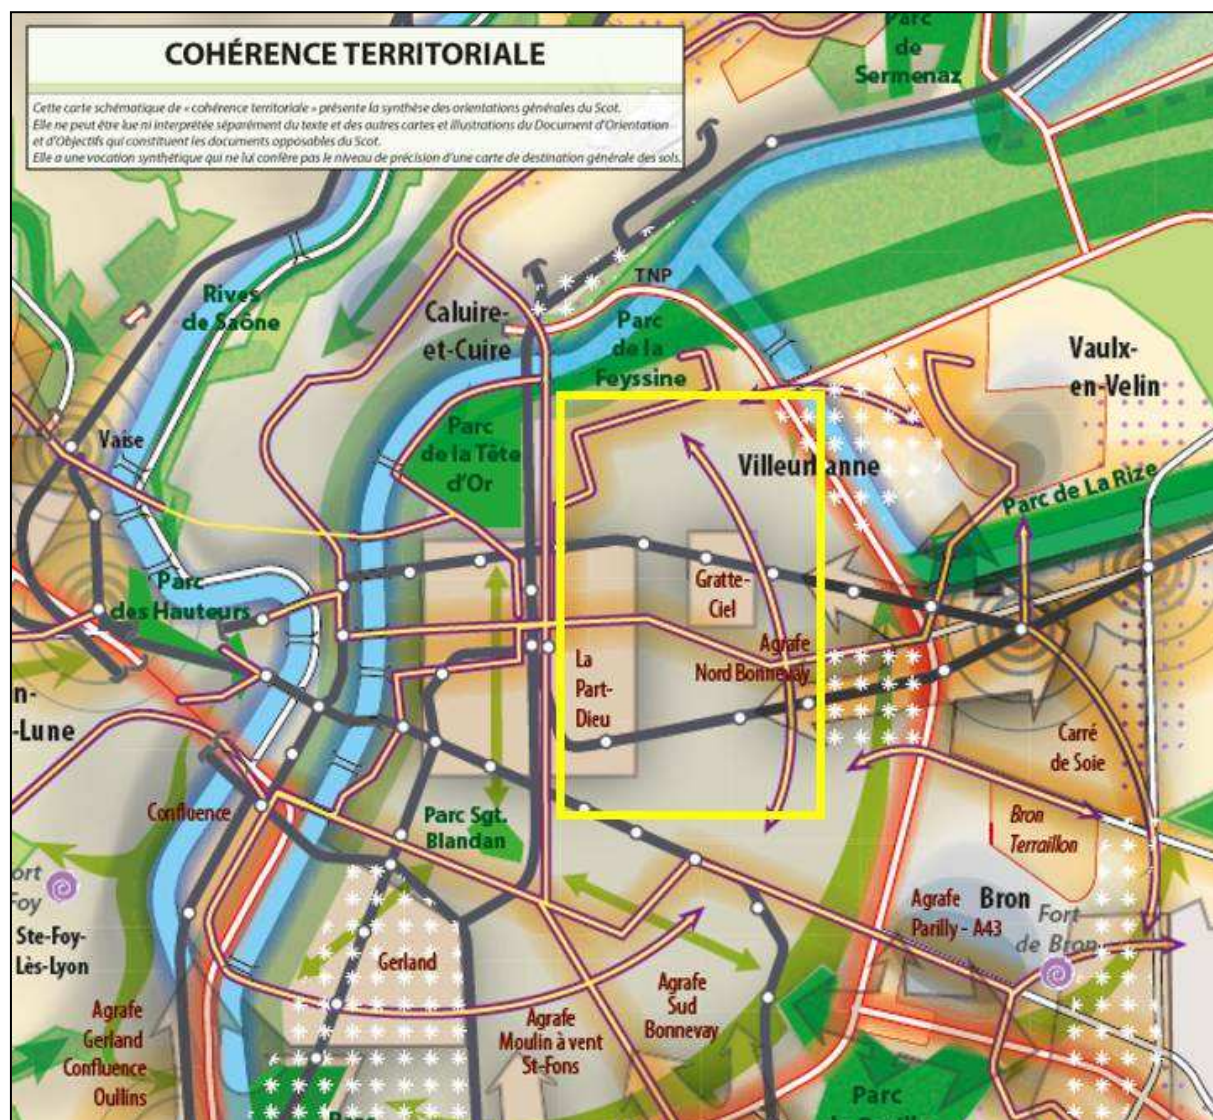 COHÉRENCE TERRITORIALE
Cette carte schématique de « cohérence territoriale » présente la synthèse des orientations générales du Scot.
Elle ne peut être lue ni interprétée séparément du texte et des autres cartes et illustrations du Document d'Orientation
et d'Objectifs qui constituent les documents opposables du Scot.
Elle a une vocation synthétique qui ne lui confère pas le niveau de précision d'une carte de destination générale des sols.
Parc
de
Sermenaz
TNP
Rives
de Saône
Caluire-
et-Cuire
Parc
de la
Feyssine
Vaulx-
en-Velin
Vaise
Parc
de la Tête
d'Or
Villeurbanne
Parc de La Rize
Parc
des Hauteurs
Gratte-
Ciel
La
Part-
Dieu
Agrafe
Nord Bonnevay
n-
-Lune
Carré
de Soie
Confluence
Parc Sgt.
Blandan
Bron
Terraillon
ort
Foy
Agrafe
Parilly - A43
Bron
Fort
de Bron
Ste-Foy-
Lès-Lyon
Gerland
Agrafe
Sud
Bonnevay
Agrafe
Gerland
Confluence
Oullins
Agrafe
Moulin à vent
St-Fons
Parc